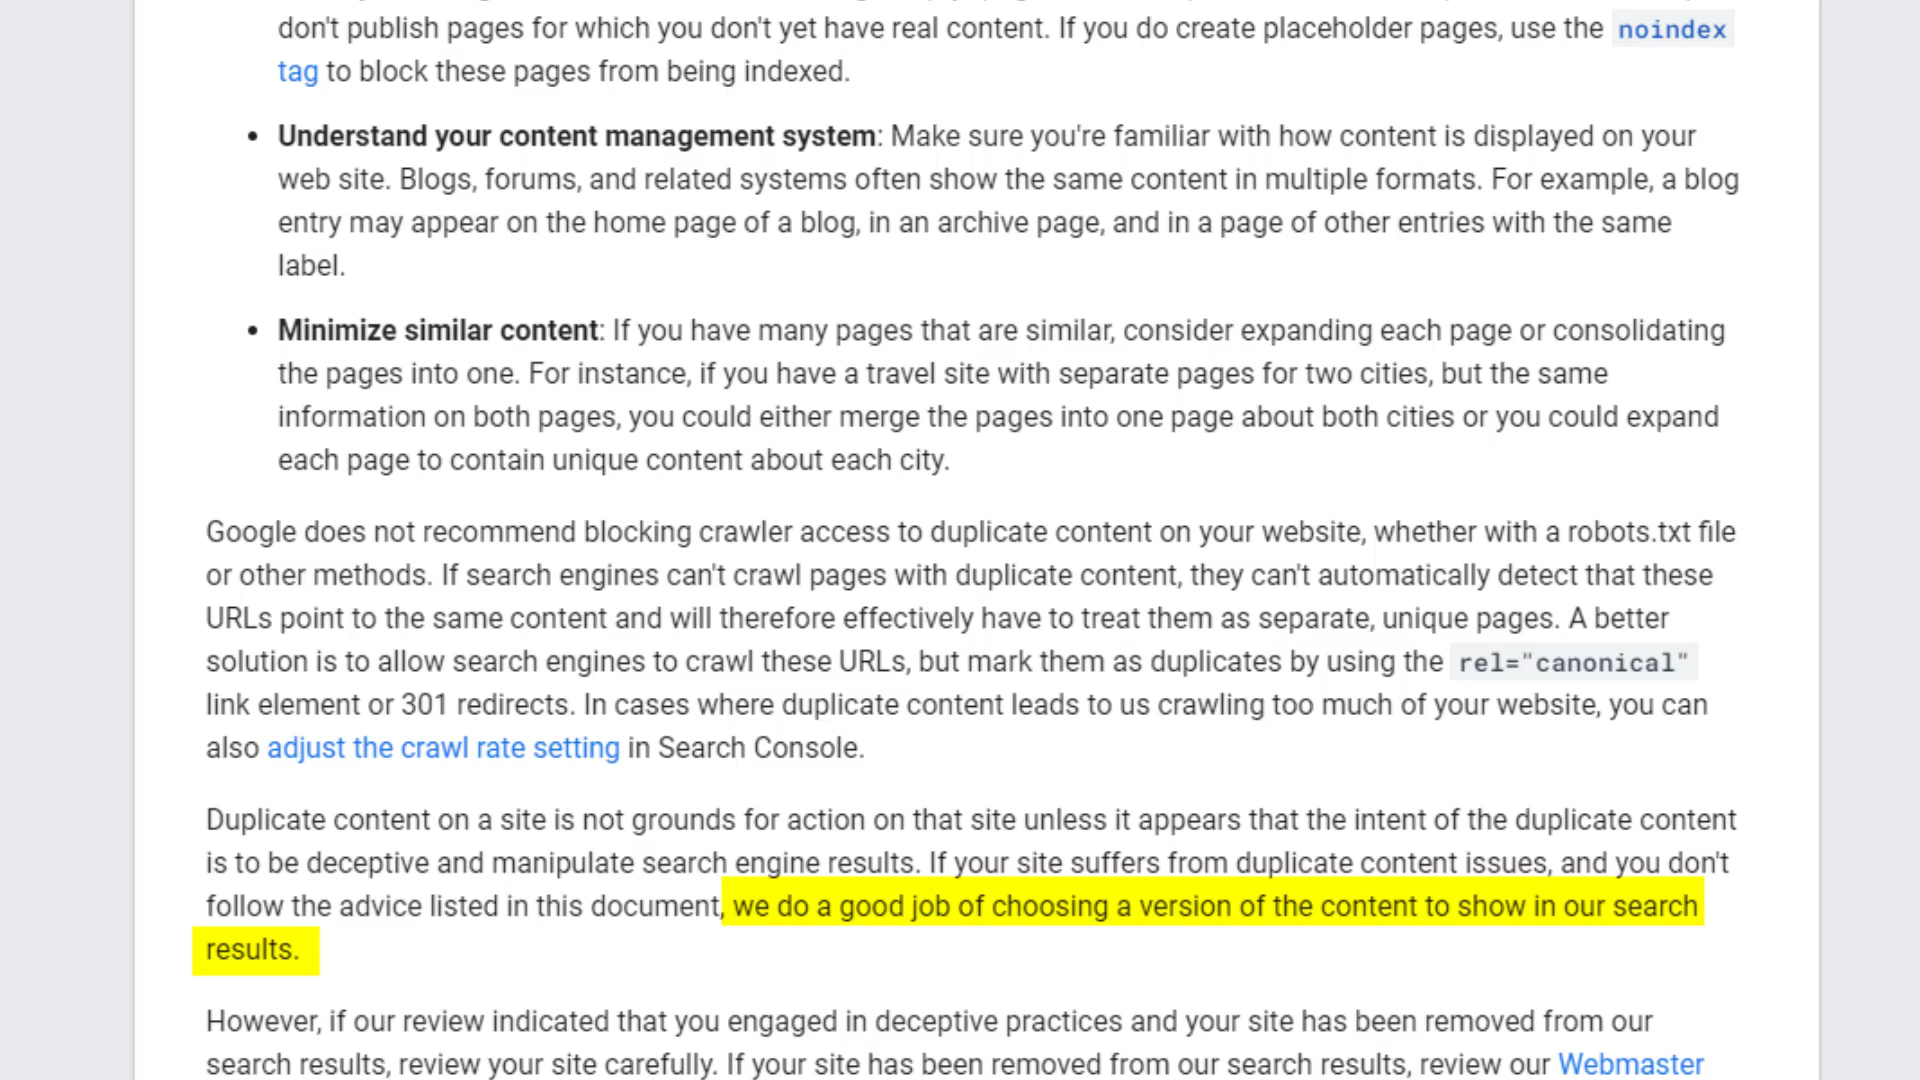 don't publish pages for which you don't yet have real content. If you do create placeholder pages, use the noindex
tag to block these pages from being indexed.
• Understand your content management system: Make sure you're familiar with how content is displayed on your
web site. Blogs, forums, and related systems often show the same content in multiple formats. For example, a blog
entry may appear on the home page of a blog, in an archive page, and in a page of other entries with the same
label.
• Minimize similar content: If you have many pages that are similar, consider expanding each page or consolidating
the pages into one. For instance, if you have a travel site with separate pages for two cities, but the same
information on both pages, you could either merge the pages into one page about both cities or you could expand
each page to contain unique content about each city.
Google does not recommend blocking crawler access to duplicate content on your website, whether with a robots.txt file
or other methods. If search engines can't crawl pages with duplicate content, they can't automatically detect that these
URLs point to the same content and will therefore effectively have to treat them as separate, unique pages. A better
solution is to allow search engines to crawl these URLs, but mark them as duplicates by using the rel="canonical"
link element or 301 redirects. In cases where duplicate content leads to us crawling too much of your website, you can
also adjust the crawl rate setting in Search Console.
Duplicate content on a site is not grounds for action on that site unless it appears that the intent of the duplicate content
is to be deceptive and manipulate search engine results. If your site suffers from duplicate content issues, and you don't
follow the advice listed in this document, we do a good job of choosing a version of the content to show in our search
results.
However, if our review indicated that you engaged in deceptive practices and your site has been removed from our
search results, review your site carefully. If your site has been removed from our search results, review our Webmaster